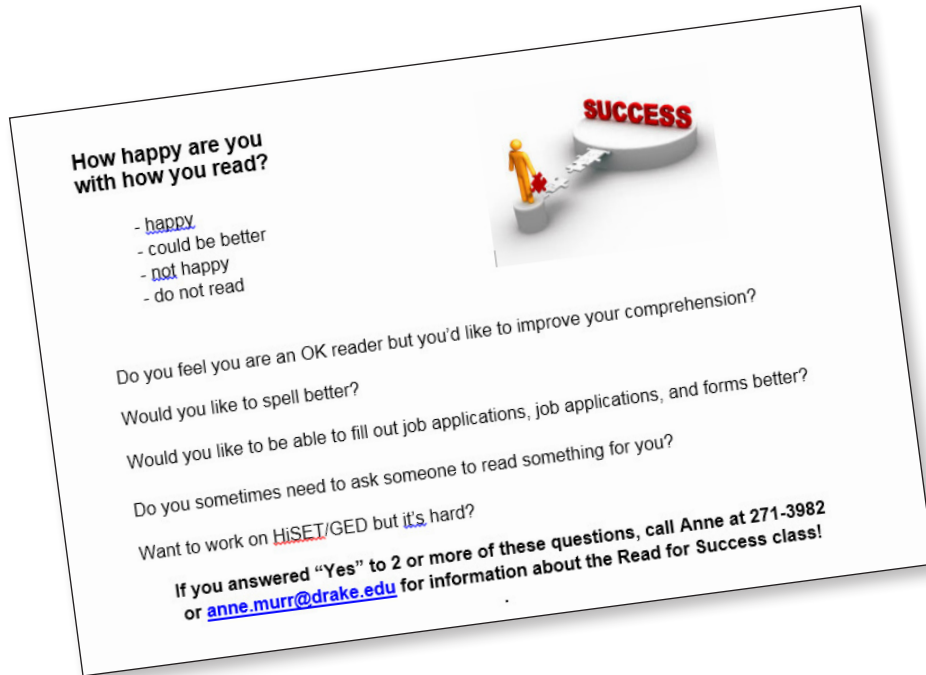 How happy are you
with how you read?
- happy
- could be better
- not happy
- do not read
SUCCESS
Do you feel you are an OK reader but you'd like to improve your comprehension?
Would you like to spell better?
Would you like to be able to fill out job applications, job applications, and forms better?
Do you sometimes need to ask someone to read something for you?
Want to work on HiSET/GED but it's hard?
If you answered “Yes” to 2 or more of these questions, call Anne at 271-3982
or anne.murr@drake.edu for information about the Read for Success class!